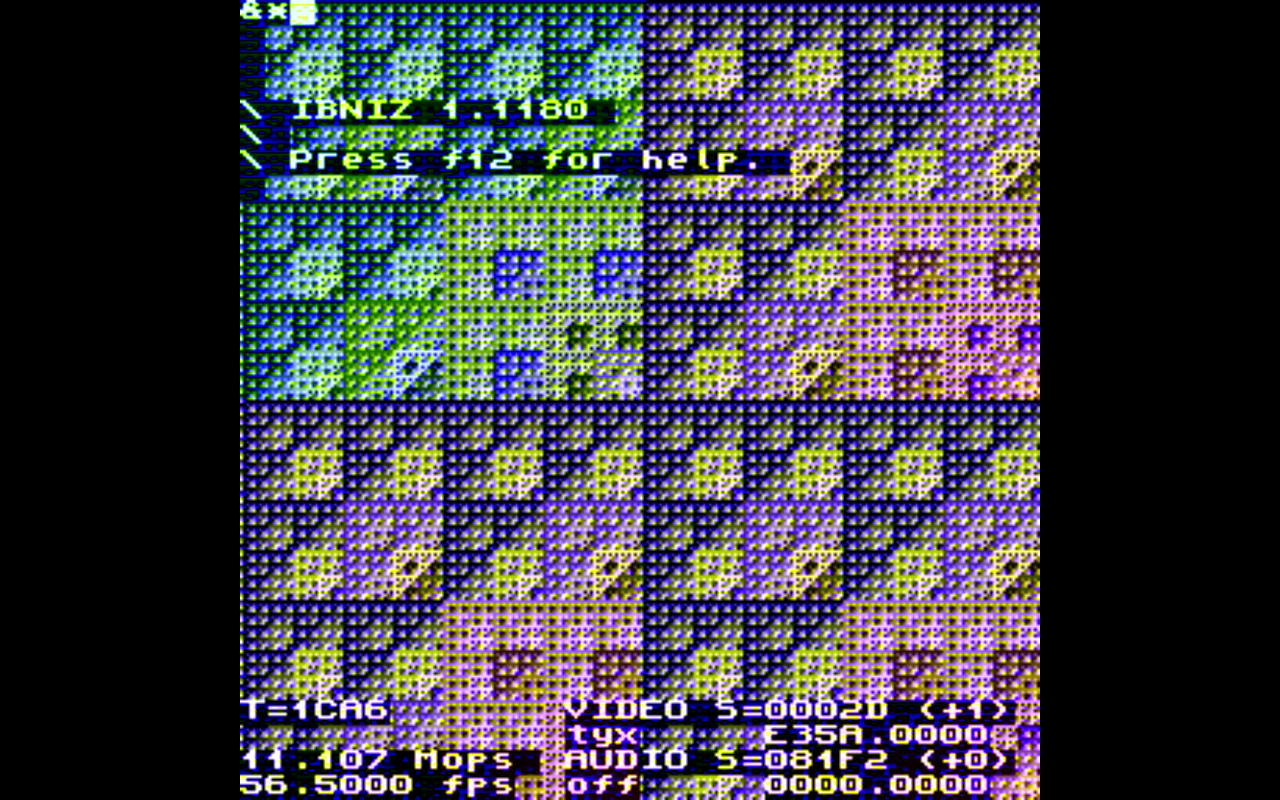 &*
\ IBNIZ 1.1180
\
\ Press f12 for help.
T=1CA6 VIDEO S=0002D (+1)
tyx E35A.0000
11.107 Mops AUDIO S=081F2 (+0)
56.5000 fps off 0000.0000